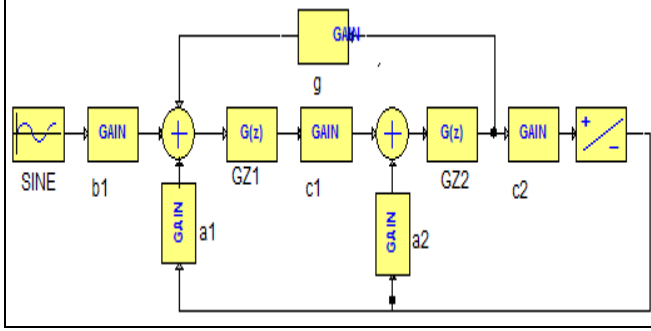 GAIN
g
GAIN
+
G(z)
GAIN
+
G(z)
GAIN
+
−
SINE
b1
GZ1
c1
GZ2
c2
GAIN
a1
GAIN
a2